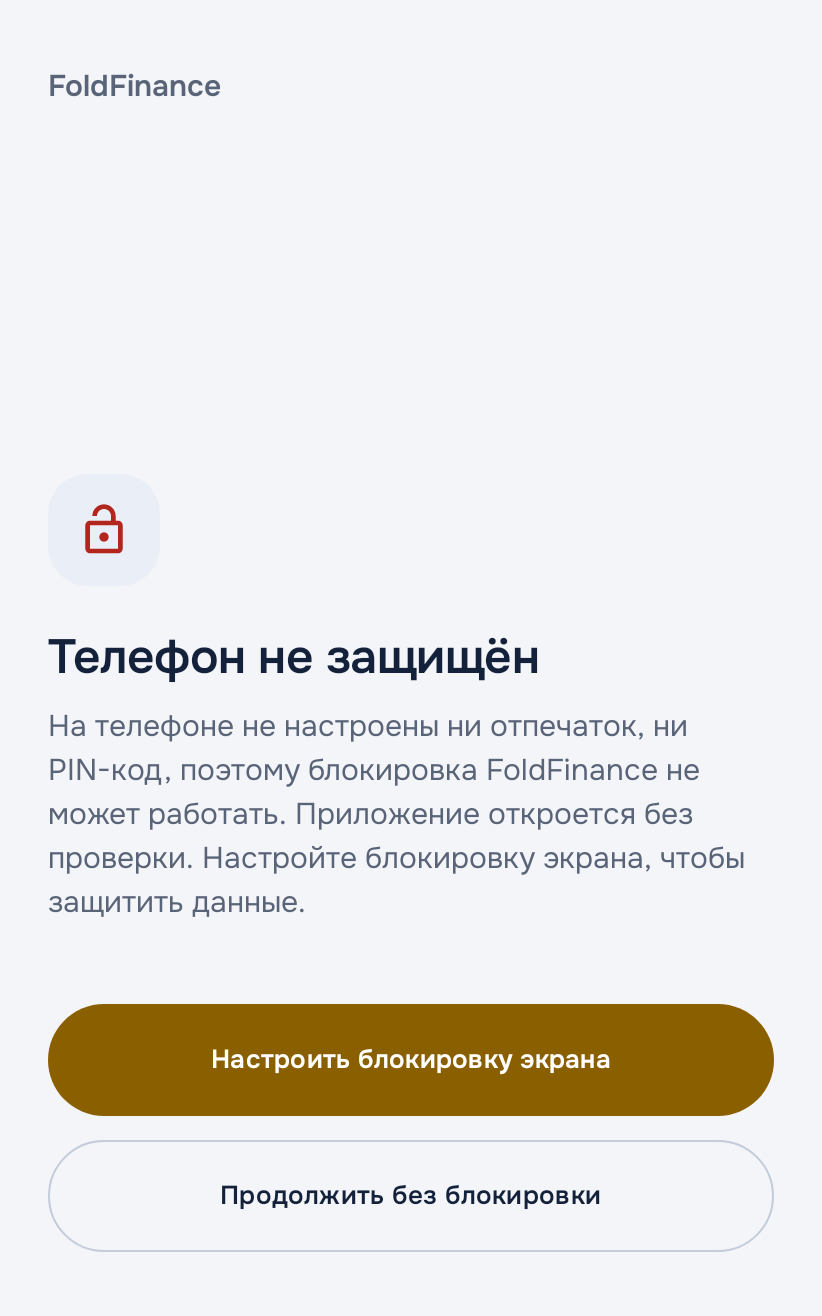 FoldFinance
Телефон не защищён
На телефоне не настроены ни отпечаток, ни
PIN-код, поэтому блокировка FoldFinance не
может работать. Приложение откроется без
проверки. Настройте блокировку экрана, чтобы
защитить данные.
Настроить блокировку экрана
Продолжить без блокировки